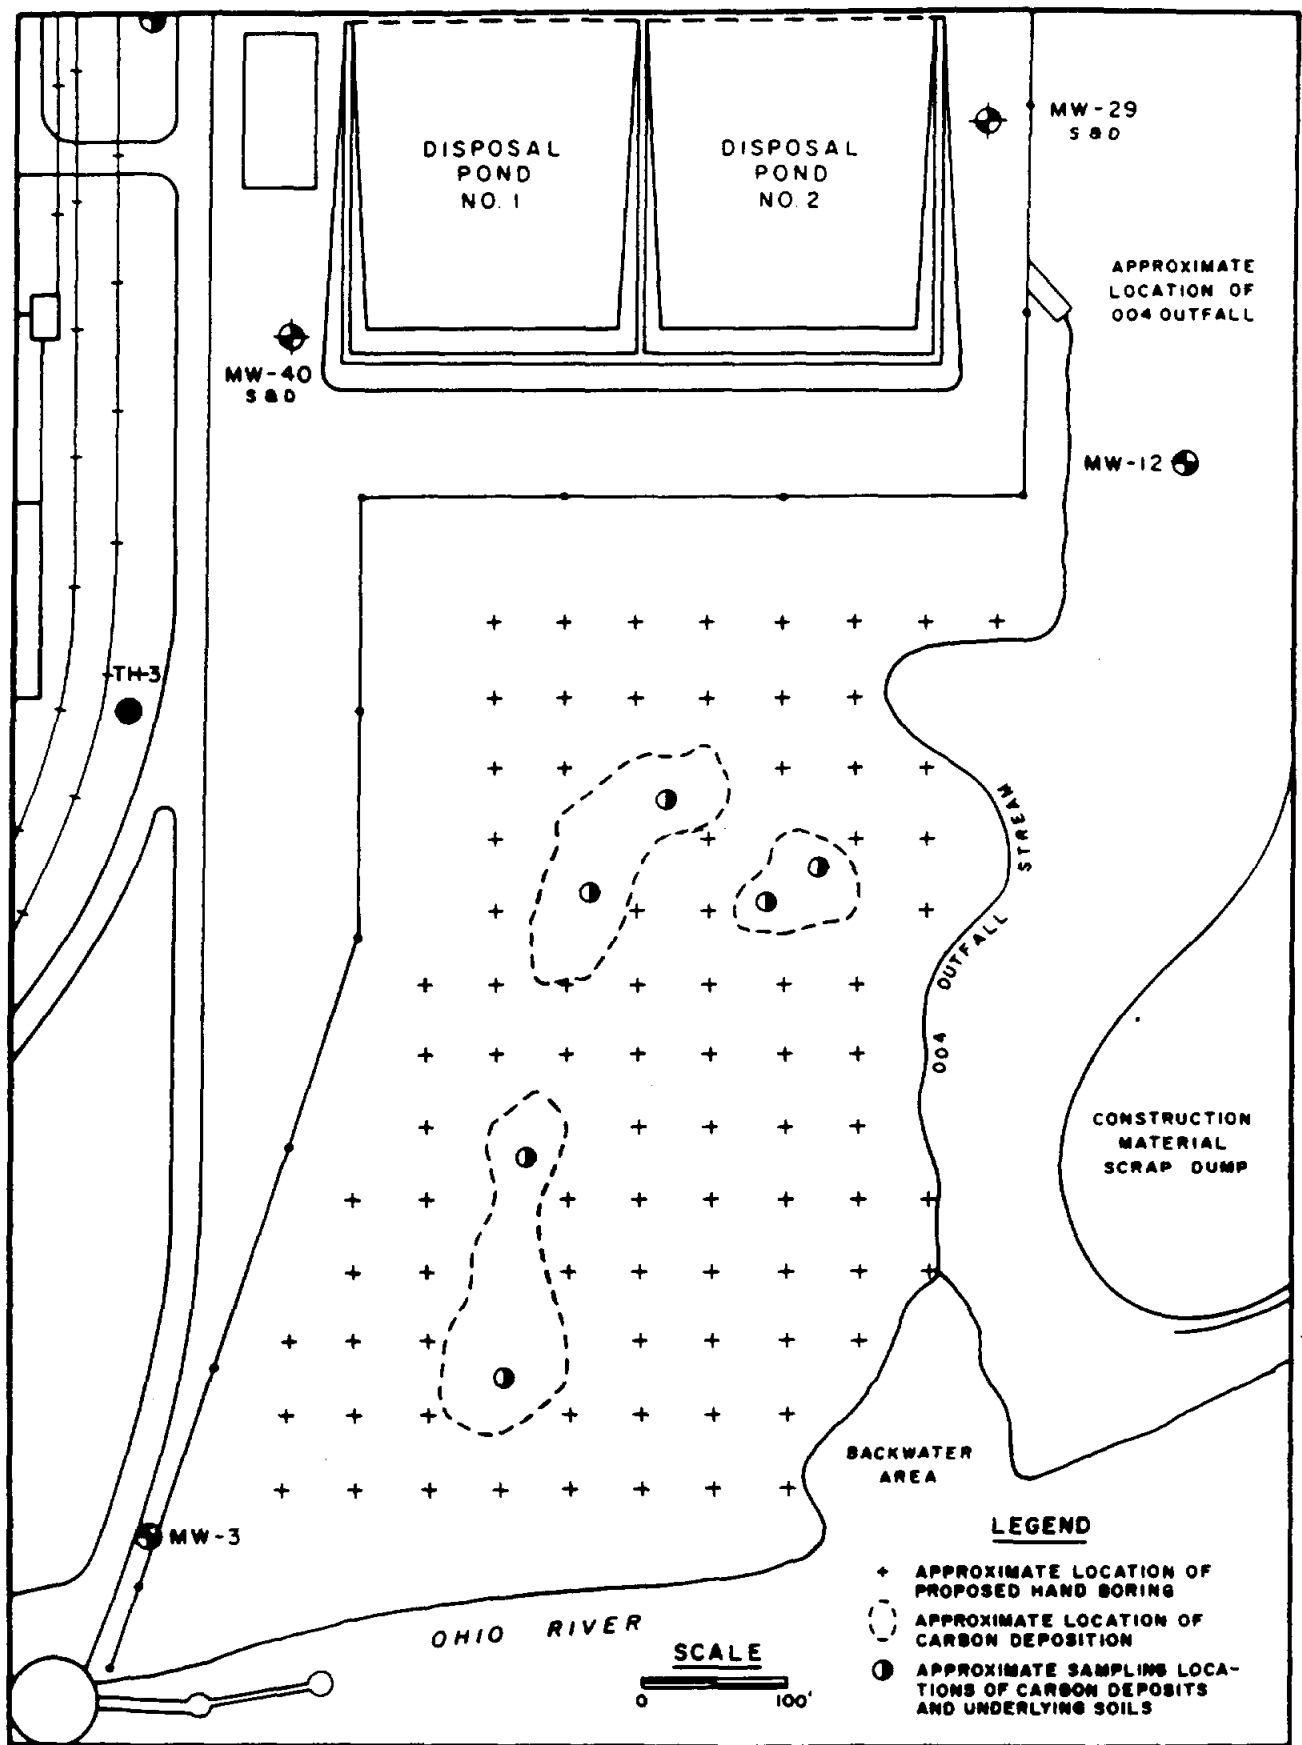 DISPOSAL
POND
NO. 1
DISPOSAL
POND
NO. 2
MW-29
S & D
APPROXIMATE
LOCATION OF
004 OUTFALL
MW-40
S & D
MW-12
TH-3
STREAM
OUTFALL
004
CONSTRUCTION
MATERIAL
SCRAP DUMP
BACKWATER
AREA
MW-3
OHIO RIVER
SCALE
0 100'
LEGEND
+ APPROXIMATE LOCATION OF
PROPOSED HAND BORING
APPROXIMATE LOCATION OF
CARBON DEPOSITION
APPROXIMATE SAMPLING LOCA-
TIONS OF CARBON DEPOSITS
AND UNDERLYING SOILS